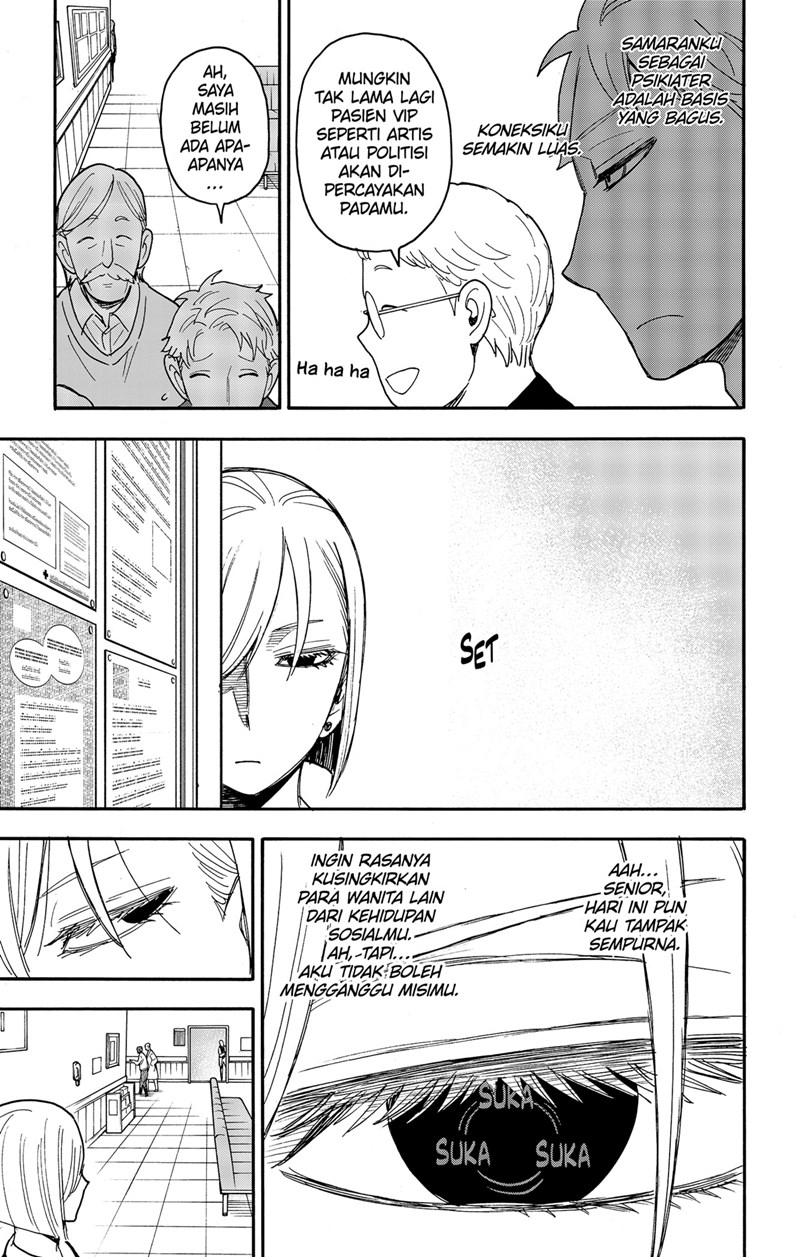 SAMARANKU
SEBAGAI
PSIKIATER
ADALAH BASIS
YANG BAGUS.
KONEKSIKU
SEMAKIN LUAS.
MUNGKIN
TAK LAMA LAGI
PASIEN VIP
SEPERTI ARTIS
ATAU POLITISI
AKAN DI-
PERCAYAKAN
PADAMU.
Ha ha ha
AH,
SAYA
MASIH
BELUM
ADA APA-
APANYA
...
SET
AAH...
SENIOR,
HARI INI PUN
KAU TAMPAK
SEMPURNA.
INGIN RASANYA
KUSINGKIRKAN
PARA WANITA LAIN
DARI KEHIDUPAN
SOSIALMU.
AH, TAPI...
AKU TIDAK BOLEH
MENGGANGGU MISIMU.
SUKA
SUKA
SUKA